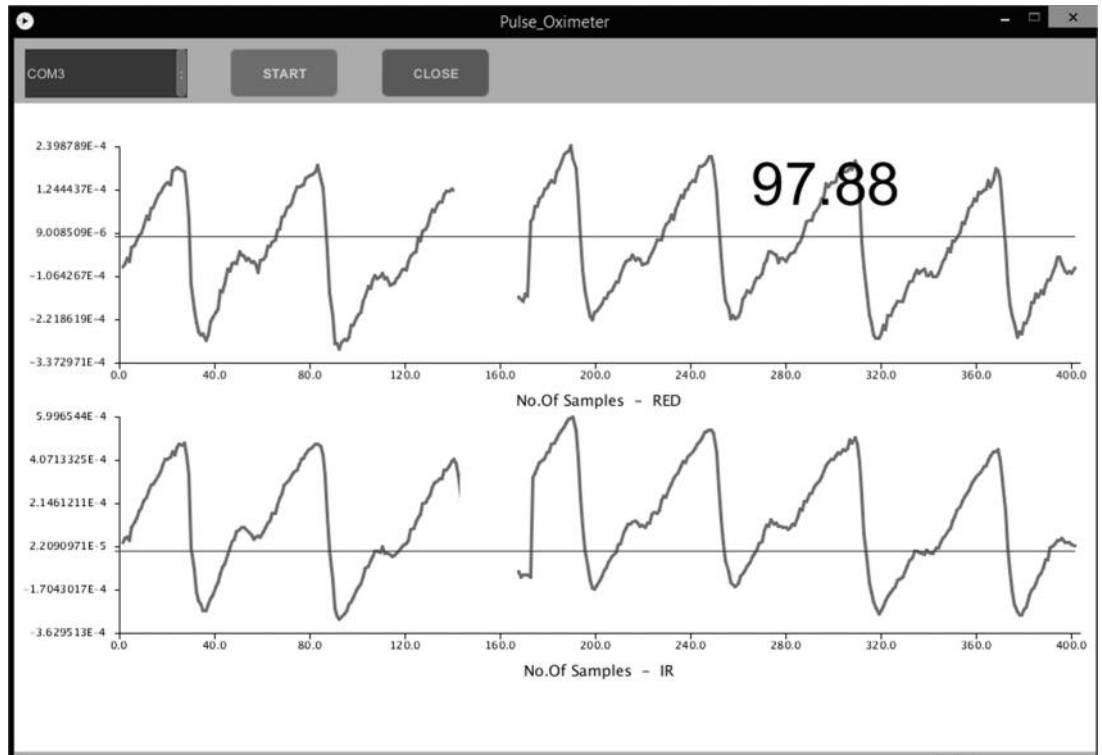 Pulse_Oximeter
COM3 : START CLOSE
97.88
2.398789E-4
1.244437E-4
9.008509E-6
-1.064267E-4
-2.218619E-4
-3.372971E-4
0.0 40.0 80.0 120.0 160.0 200.0 240.0 280.0 320.0 360.0 400.0
No.Of Samples - RED
5.996544E-4
4.0713325E-4
2.1461211E-4
2.2090971E-5
-1.7043017E-4
-3.629513E-4
0.0 40.0 80.0 120.0 160.0 200.0 240.0 280.0 320.0 360.0 400.0
No.Of Samples - IR